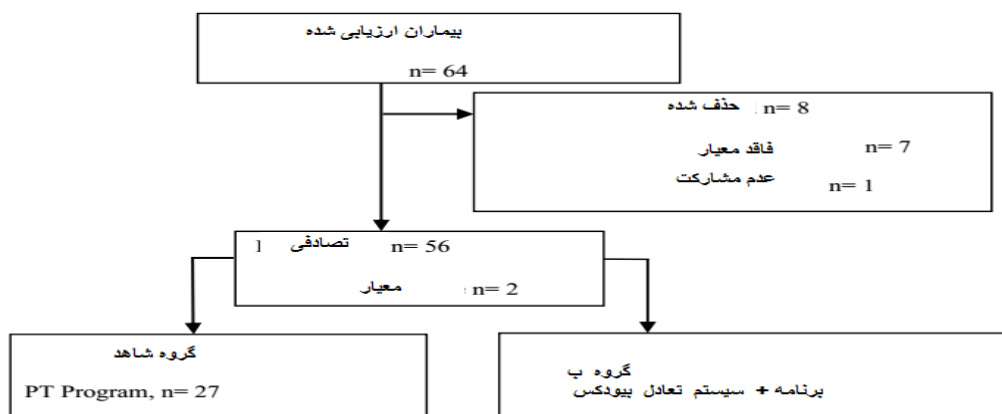 بیماران ارزیابی شده
n= 64
حذف شده n= 8
فاقد معیار n= 7
عدم مشارکت n= 1
تصادفی n= 56
معیار n= 2
گروه شاهد
PT Program, n= 27
گروه ب
برنامه + سیستم تعادل بیودکس